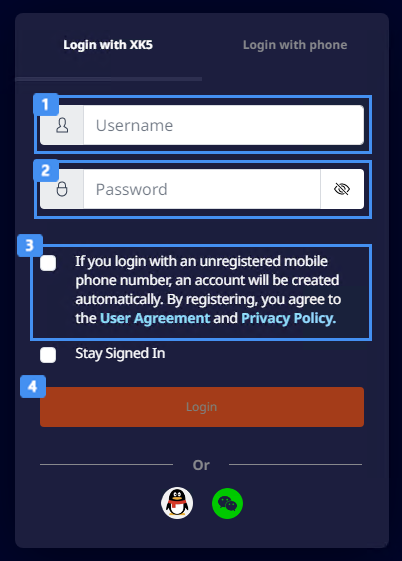 Login with XK5
Login with phone
1
Username
2
Password
3
If you login with an unregistered mobile
phone number, an account will be created
automatically. By registering, you agree to
the User Agreement and Privacy Policy.
Stay Signed In
4
Login
Or